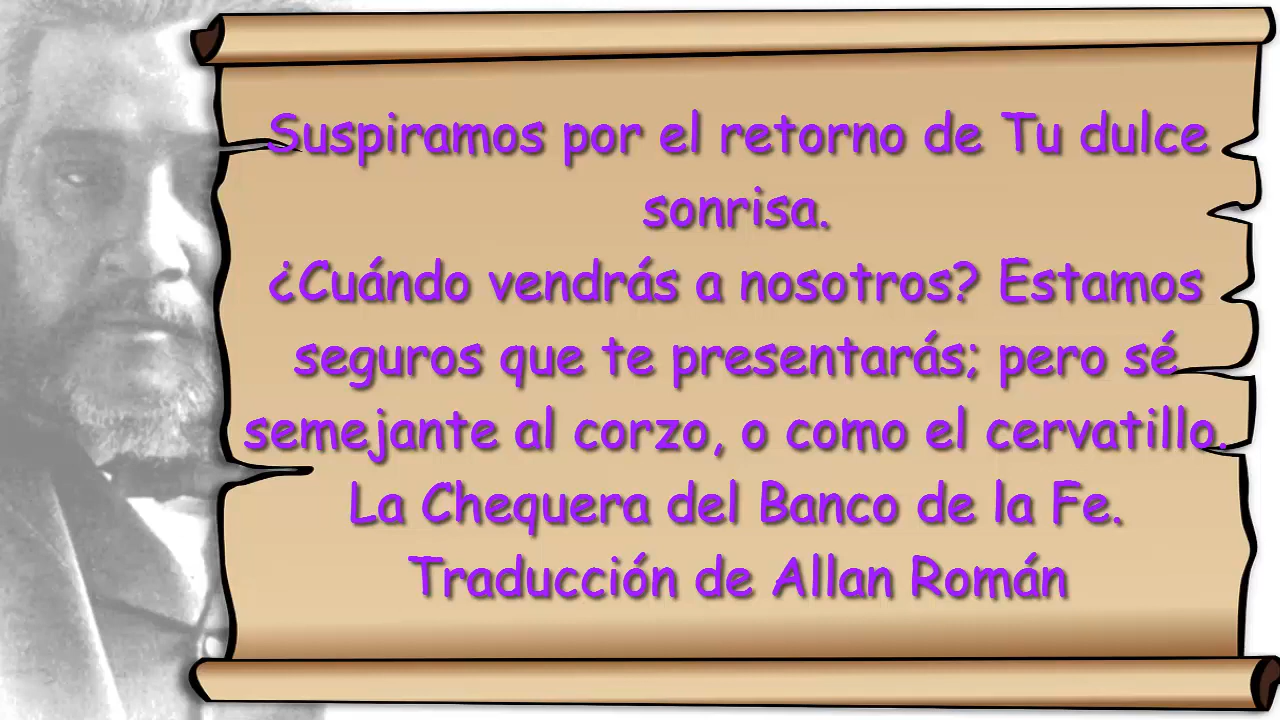 Suspiramos por el retorno de Tu dulce
sonrisa.
¿Cuándo vendrás a nosotros? Estamos
seguros que te presentarás; pero sé
semejante al corzo, o como el cervatillo.
La Chequera del Banco de la Fe.
Traducción de Allan Román